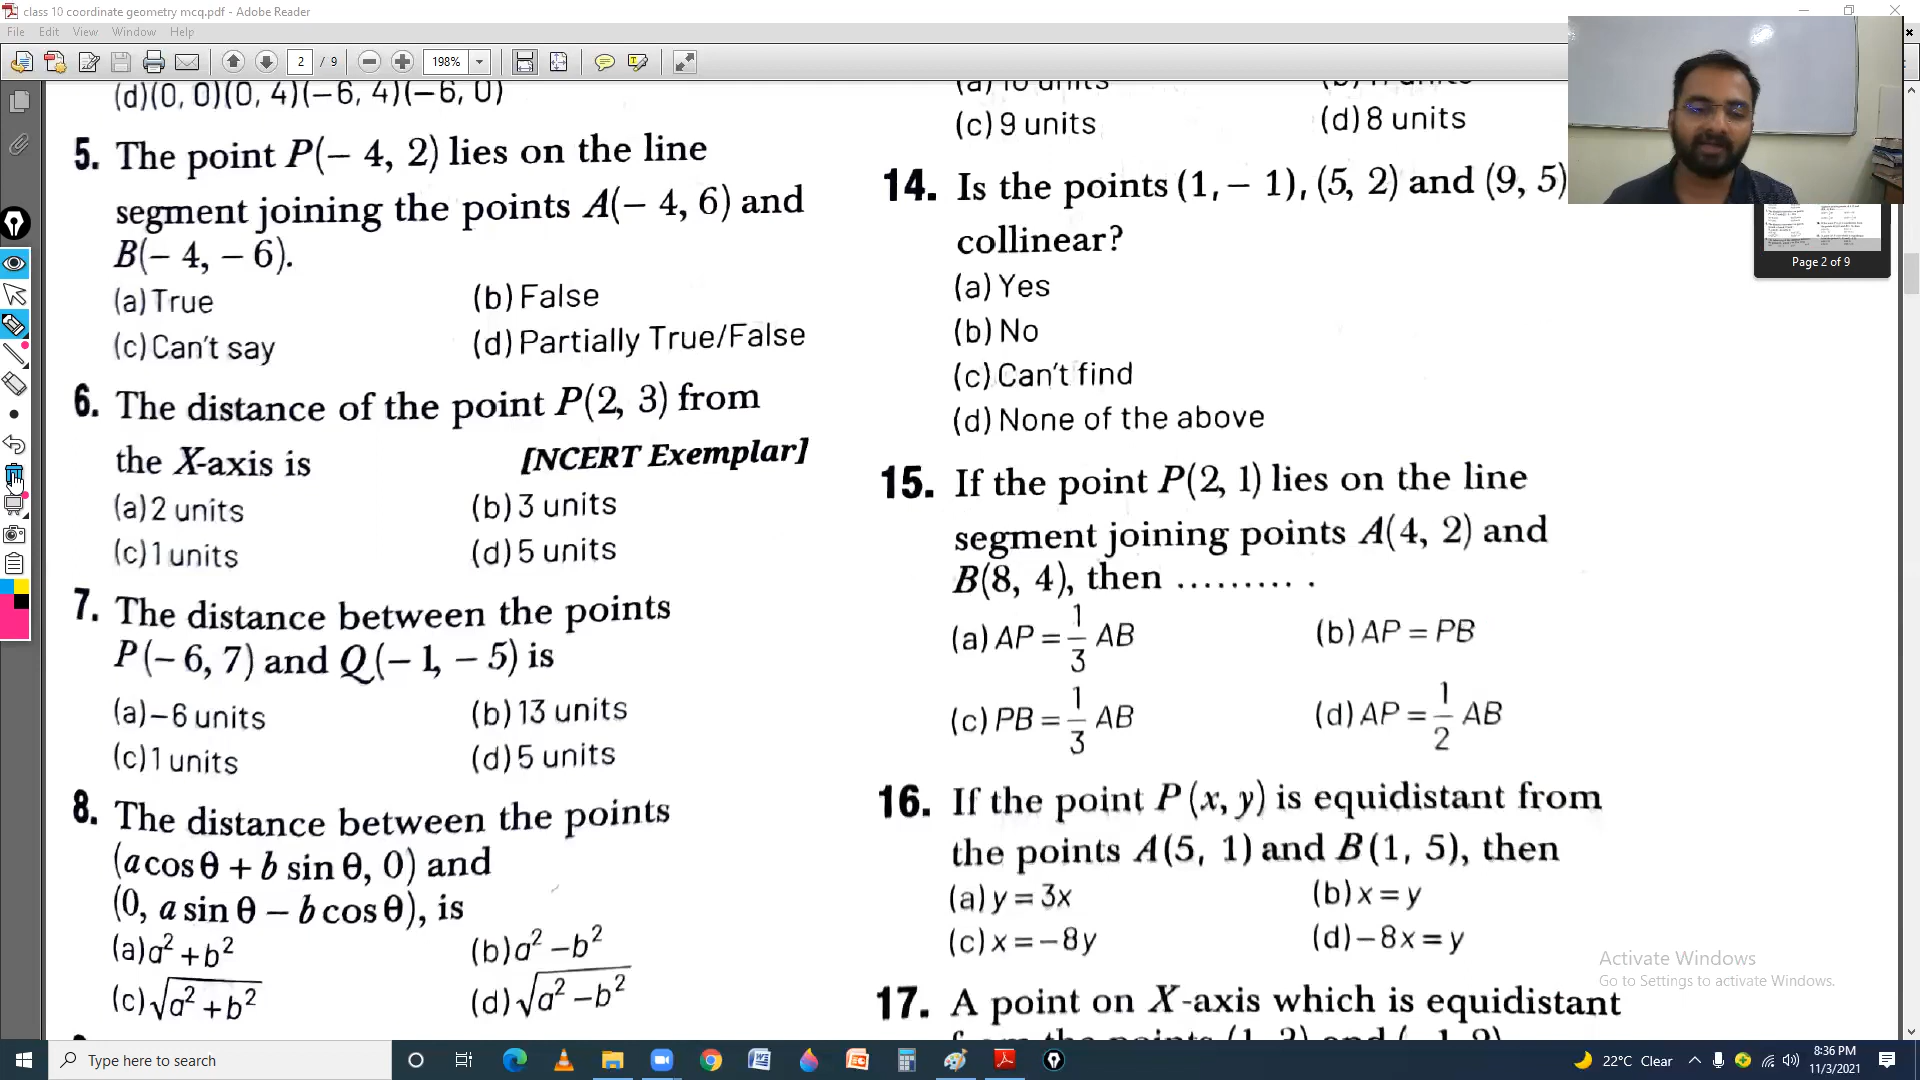 class 10 coordinate geometry mcq.pdf - Adobe Reader
File Edit View Window Help
2 / 9 198%
(d)(0, 0)(0, 4)(−6, 4)(−6, 0)
5. The point P(− 4, 2) lies on the line
segment joining the points A(− 4, 6) and
B(− 4, − 6).
(a) True (b) False
(c) Can't say (d) Partially True/False
6. The distance of the point P(2, 3) from
the X-axis is [NCERT Exemplar]
(a) 2 units (b) 3 units
(c) 1 units (d) 5 units
7. The distance between the points
P(− 6, 7) and Q(− 1, − 5) is
(a) −6 units (b) 13 units
(c) 1 units (d) 5 units
8. The distance between the points
(a cos θ + b sin θ, 0) and
(0, a sin θ − b cos θ), is
(a) a² + b² (b) a² − b²
(c) √a² + b² (d) √a² − b²
(c) 9 units (d) 8 units
14. Is the points (1, − 1), (5, 2) and (9, 5)
collinear?
(a) Yes
(b) No
(c) Can't find
(d) None of the above
15. If the point P(2, 1) lies on the line
segment joining points A(4, 2) and
B(8, 4), then ......... .
(a) AP = 1/3 AB (b) AP = PB
(c) PB = 1/3 AB (d) AP = 1/2 AB
16. If the point P (x, y) is equidistant from
the points A(5, 1) and B(1, 5), then
(a) y = 3x (b) x = y
(c) x = −8y (d) −8x = y
17. A point on X-axis which is equidistant
Page 2 of 9
Activate Windows
Go to Settings to activate Windows.
Type here to search
22°C Clear
8:36 PM
11/3/2021